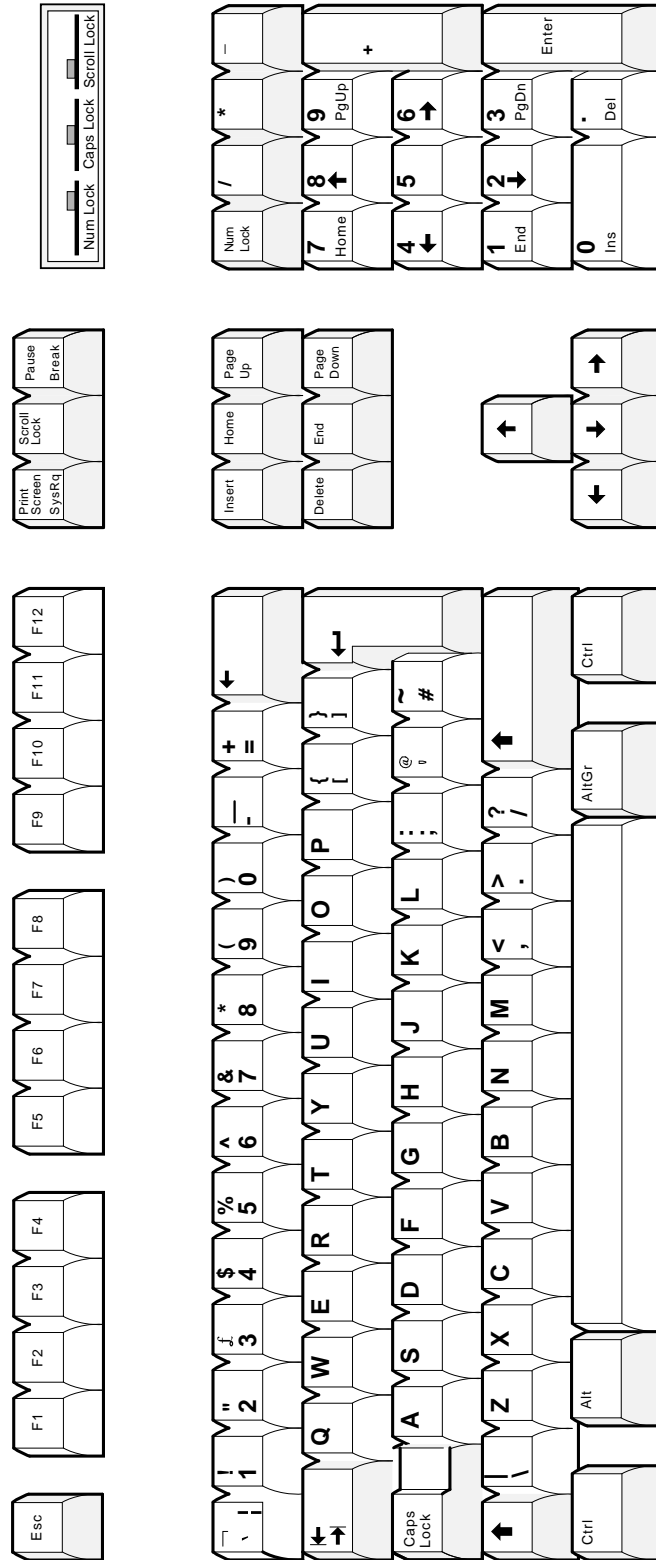 Esc F1 F2 F3 F4 F5 F6 F7 F8 F9 F10 F11 F12
Print
Screen
SysRq
Scroll
Lock
Pause
Break
Num Lock Caps Lock Scroll Lock
¬ ! " £ $ % ^ & * ( ) _ +
` ¦ 1 2 3 4 5 6 7 8 9 0 - = ←
Insert Home
Page
Up
Num
Lock
/ * −
⇤
⇥
Q W E R T Y U I O P { }
[ ] ↵
Delete End
Page
Down
7 8 9 +
Home ↑ PgUp
Caps
Lock
A S D F G H J K L : @ ~
; ' #
4 5 6
← →
↑ | Z X C V B N M < > ? ↑
\ , . /
↑
1 2 3 Enter
End ↓ PgDn
Ctrl Alt AltGr Ctrl
← ↓ →
0 .
Ins Del